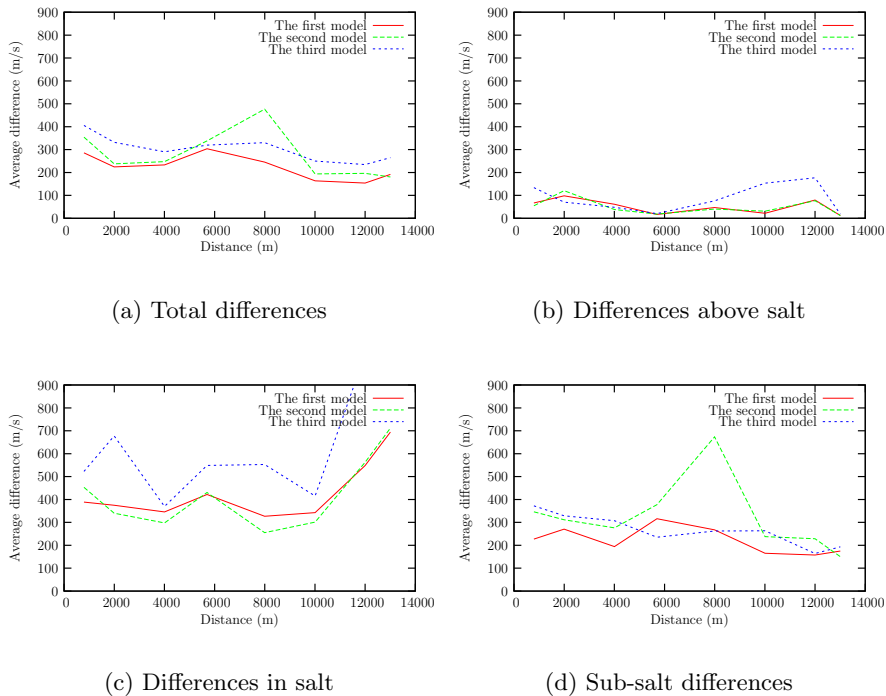 900
800
700
600
500
400
300
200
100
0
Average difference (m/s)
The first model
The second model
The third model
0 2000 4000 6000 8000 10000 12000 14000
Distance (m)
(a) Total differences
900
800
700
600
500
400
300
200
100
0
Average difference (m/s)
The first model
The second model
The third model
0 2000 4000 6000 8000 10000 12000 14000
Distance (m)
(b) Differences above salt
900
800
700
600
500
400
300
200
100
0
Average difference (m/s)
The first model
The second model
The third model
0 2000 4000 6000 8000 10000 12000 14000
Distance (m)
(c) Differences in salt
900
800
700
600
500
400
300
200
100
0
Average difference (m/s)
The first model
The second model
The third model
0 2000 4000 6000 8000 10000 12000 14000
Distance (m)
(d) Sub-salt differences